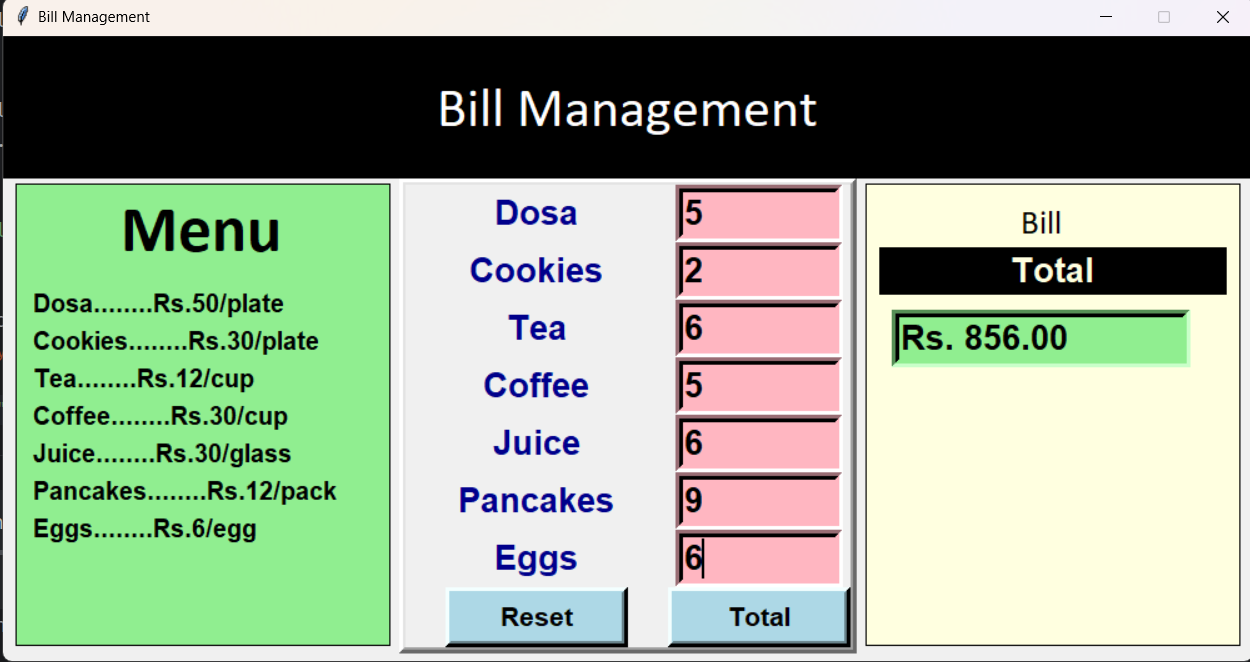 Bill Management
Bill Management
Menu
Dosa........Rs.50/plate
Cookies........Rs.30/plate
Tea........Rs.12/cup
Coffee........Rs.30/cup
Juice........Rs.30/glass
Pancakes........Rs.12/pack
Eggs........Rs.6/egg
Dosa 5
Cookies 2
Tea 6
Coffee 5
Juice 6
Pancakes 9
Eggs 6
Reset Total
Bill
Total
Rs. 856.00